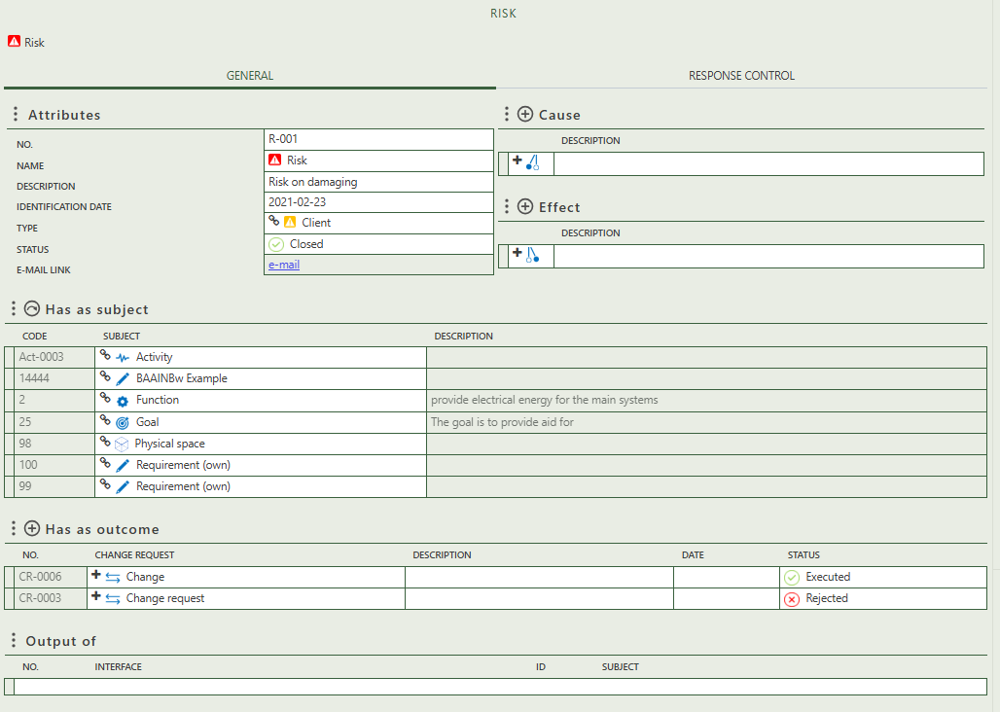 RISK
Risk
GENERAL RESPONSE CONTROL
Attributes
NO. R-001
NAME Risk
DESCRIPTION Risk on damaging
IDENTIFICATION DATE 2021-02-23
TYPE Client
STATUS Closed
E-MAIL LINK e-mail
Cause
DESCRIPTION
Effect
DESCRIPTION
Has as subject
CODE SUBJECT DESCRIPTION
Act-0003 Activity
14444 BAAINBw Example
2 Function provide electrical energy for the main systems
25 Goal The goal is to provide aid for
98 Physical space
100 Requirement (own)
99 Requirement (own)
Has as outcome
NO. CHANGE REQUEST DESCRIPTION DATE STATUS
CR-0006 Change Executed
CR-0003 Change request Rejected
Output of
NO. INTERFACE ID SUBJECT